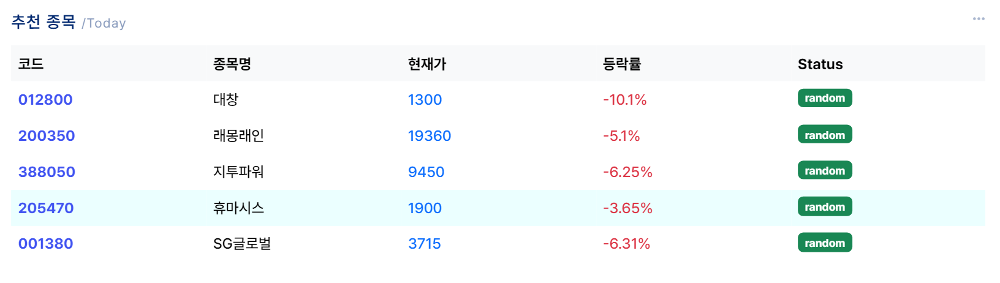 추천 종목 /Today
코드 종목명 현재가 등락률 Status
012800 대창 1300 -10.1% random
200350 래몽래인 19360 -5.1% random
388050 지투파워 9450 -6.25% random
205470 휴마시스 1900 -3.65% random
001380 SG글로벌 3715 -6.31% random